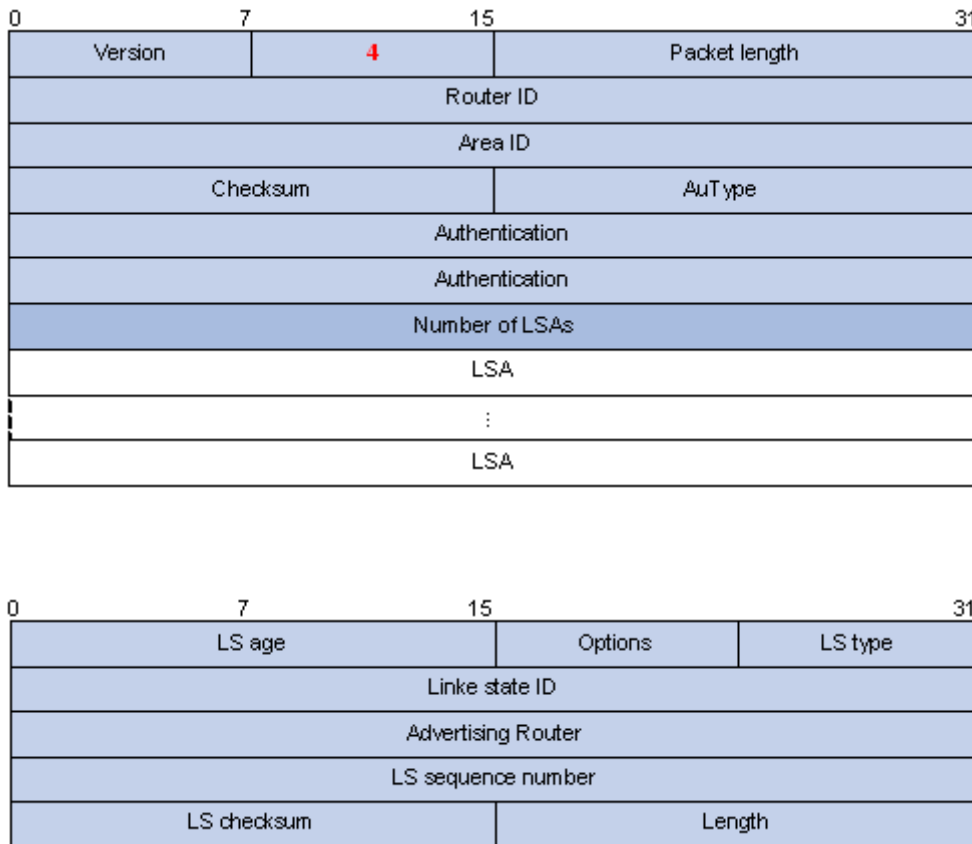 0 7 15 31
Version 4 Packet length
Router ID
Area ID
Checksum AuType
Authentication
Authentication
Number of LSAs
LSA
⋮
LSA
0 7 15 31
LS age Options LS type
Linke state ID
Advertising Router
LS sequence number
LS checksum Length